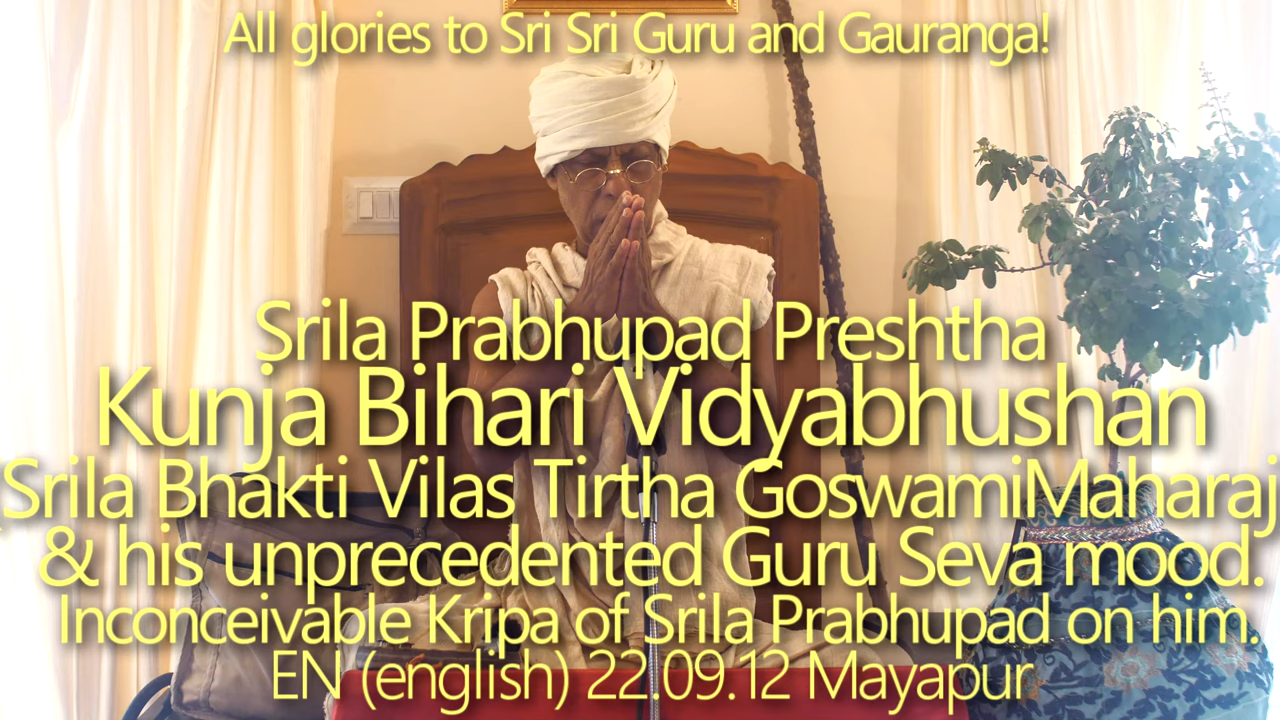 All glories to Sri Sri Guru and Gauranga!
Srila Prabhupad Preshtha
Kunja Bihari Vidyabhushan
Srila Bhakti Vilas Tirtha GoswamiMaharaj
& his unprecedented Guru Seva mood.
Inconceivable Kripa of Srila Prabhupad on him.
EN (english) 22.09.12 Mayapur